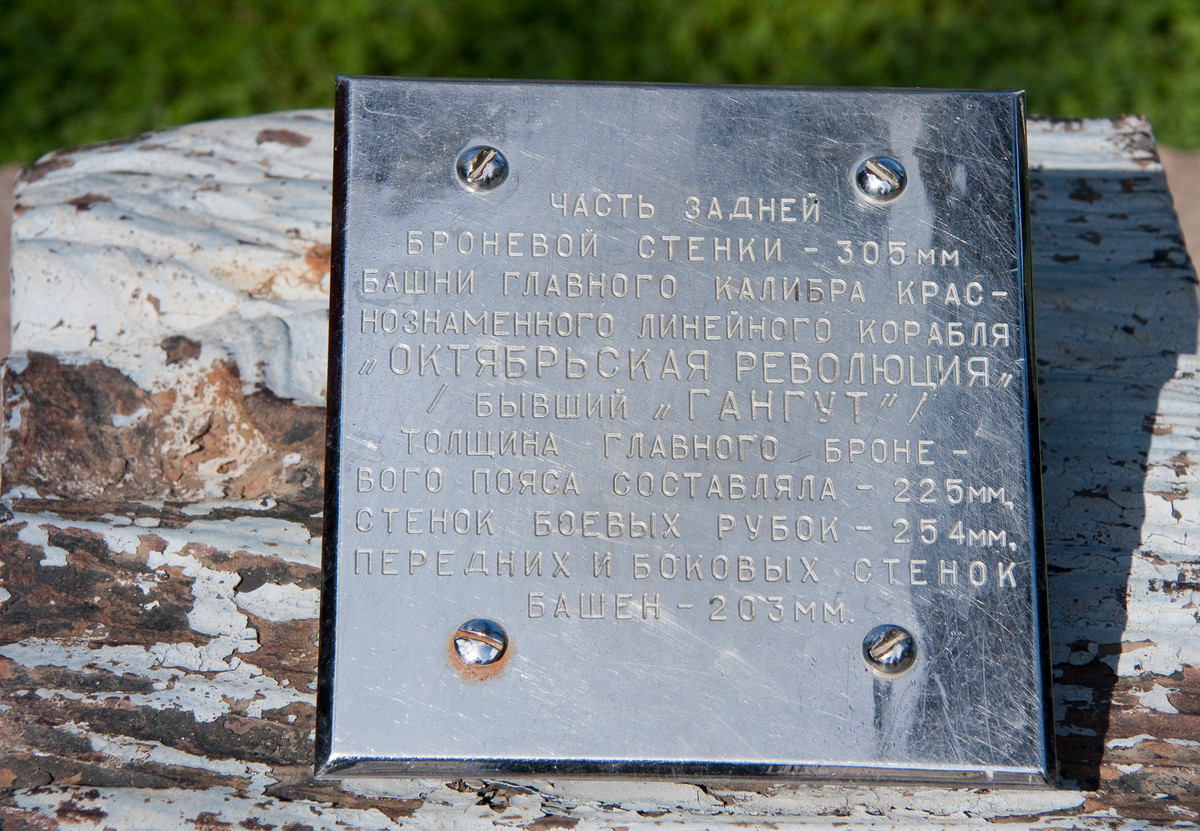 ЧАСТЬ ЗАДНЕЙ
БРОНЕВОЙ СТЕНКИ – 305мм
БАШНИ ГЛАВНОГО КАЛИБРА КРАС-
НОЗНАМЕННОГО ЛИНЕЙНОГО КОРАБЛЯ
„ОКТЯБРЬСКАЯ РЕВОЛЮЦИЯ„
/ БЫВШИЙ „ГАНГУТ" /
ТОЛЩИНА ГЛАВНОГО БРОНЕ-
ВОГО ПОЯСА СОСТАВЛЯЛА – 225мм,
СТЕНОК БОЕВЫХ РУБОК – 254мм,
ПЕРЕДНИХ И БОКОВЫХ СТЕНОК
БАШЕН – 203мм.